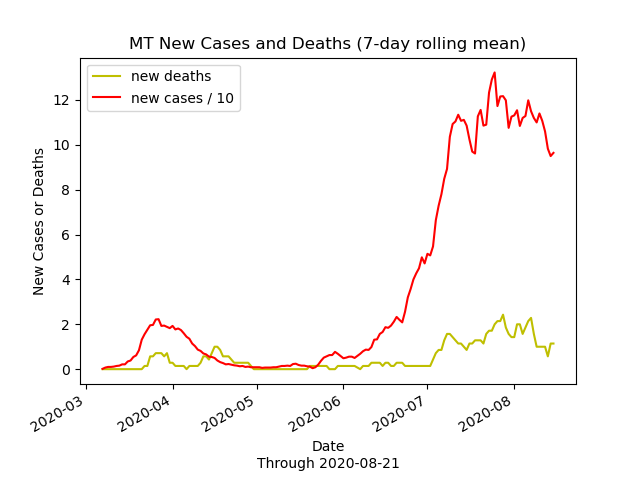 MT New Cases and Deaths (7-day rolling mean)
new deaths
new cases / 10
12
10
8
6
4
2
0
New Cases or Deaths
2020-03
2020-04
2020-05
2020-06
2020-07
2020-08
Date
Through 2020-08-21